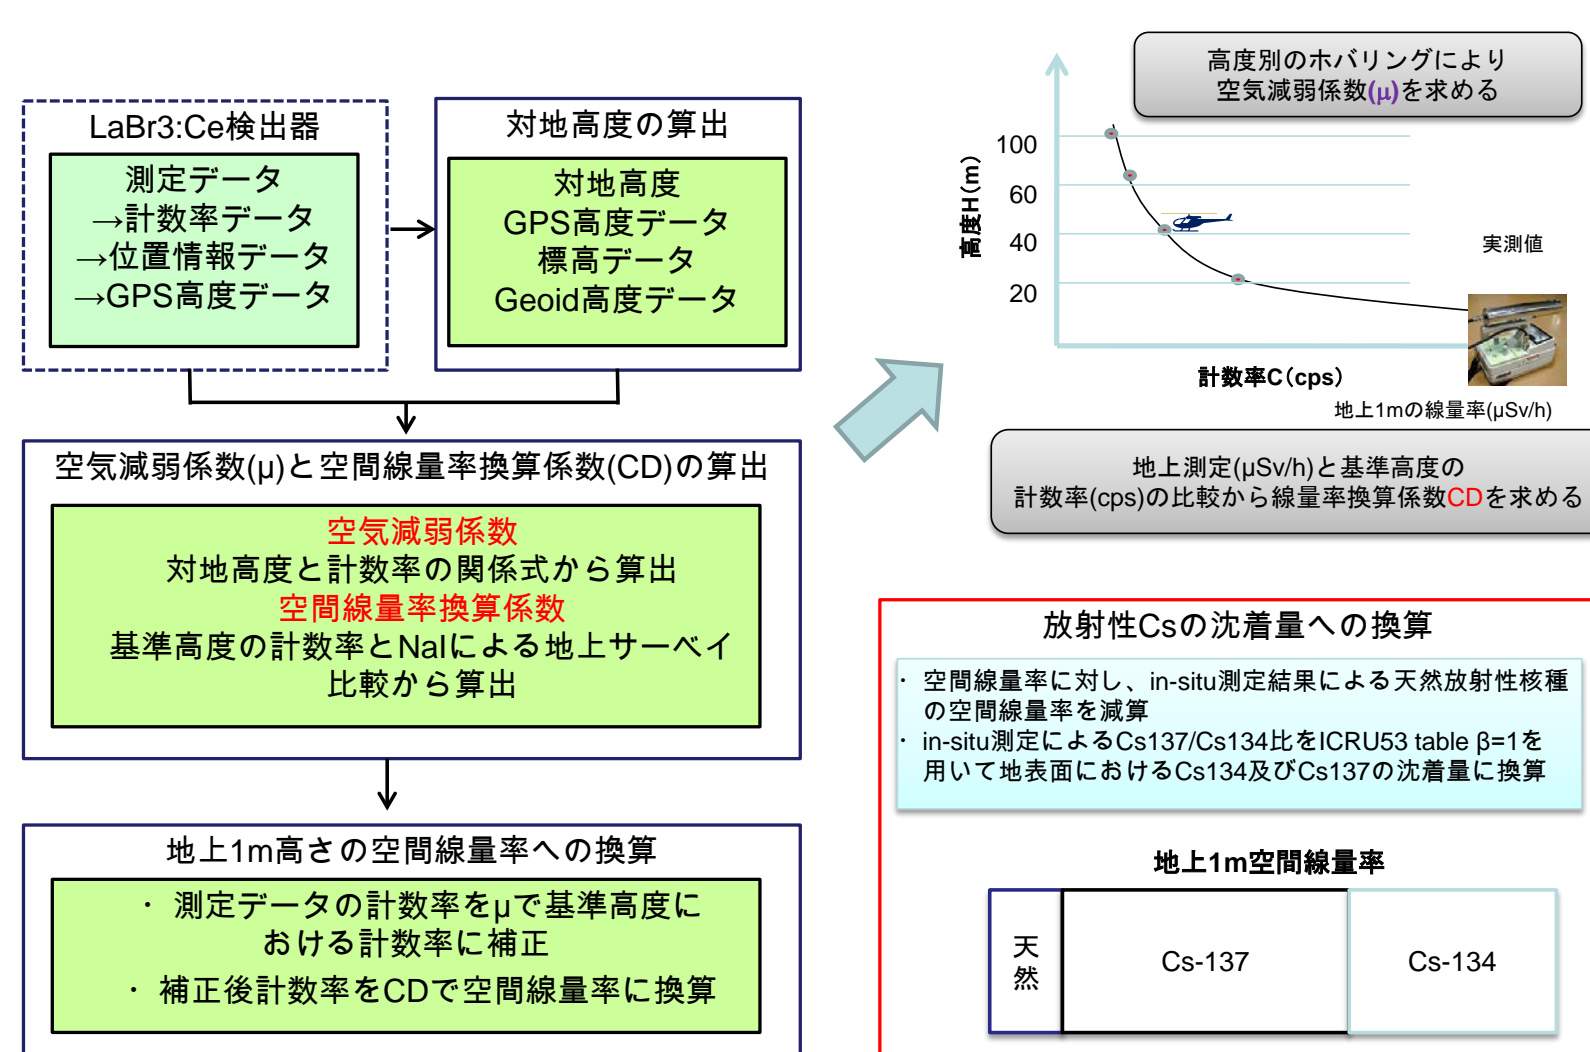 LaBr3:Ce検出器
測定データ
→計数率データ
→位置情報データ
→GPS高度データ
対地高度の算出
対地高度
GPS高度データ
標高データ
Geoid高度データ
空気減弱係数(μ)と空間線量率換算係数(CD)の算出
空気減弱係数
対地高度と計数率の関係式から算出
空間線量率換算係数
基準高度の計数率とNaIによる地上サーベイ
比較から算出
地上1m高さの空間線量率への換算
・ 測定データの計数率をμで基準高度に
おける計数率に補正
・ 補正後計数率をCDで空間線量率に換算
高度別のホバリングにより
空気減弱係数(μ)を求める
高度H(m)
100
60
40
20
実測値
計数率C(cps)
地上1mの線量率(μSv/h)
地上測定(μSv/h)と基準高度の
計数率(cps)の比較から線量率換算係数CDを求める
放射性Csの沈着量への換算
・ 空間線量率に対し、in-situ測定結果による天然放射性核種
の空間線量率を減算
・ in-situ測定によるCs137/Cs134比をICRU53 table β=1を
用いて地表面におけるCs134及びCs137の沈着量に換算
地上1m空間線量率
天
然
Cs-137
Cs-134